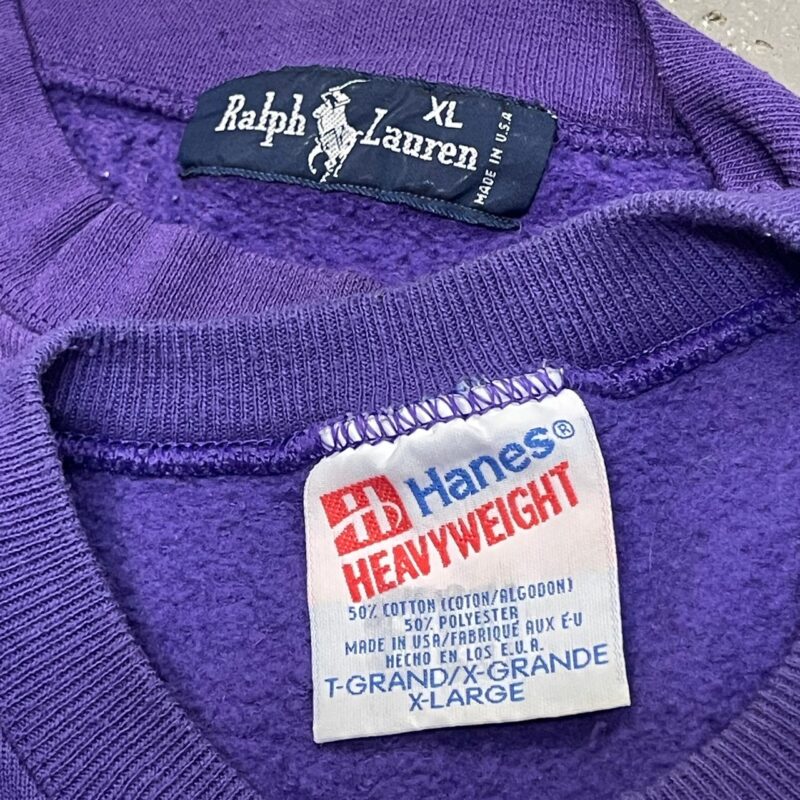 Ralph Lauren
XL
MADE IN U.S.A
Hanes®
HEAVYWEIGHT
50% COTTON (COTON/ALGODON)
50% POLYESTER
MADE IN USA/FABRIQUÉ AUX É-U
HECHO EN LOS E.U.A.
T-GRAND/X-GRANDE
X-LARGE